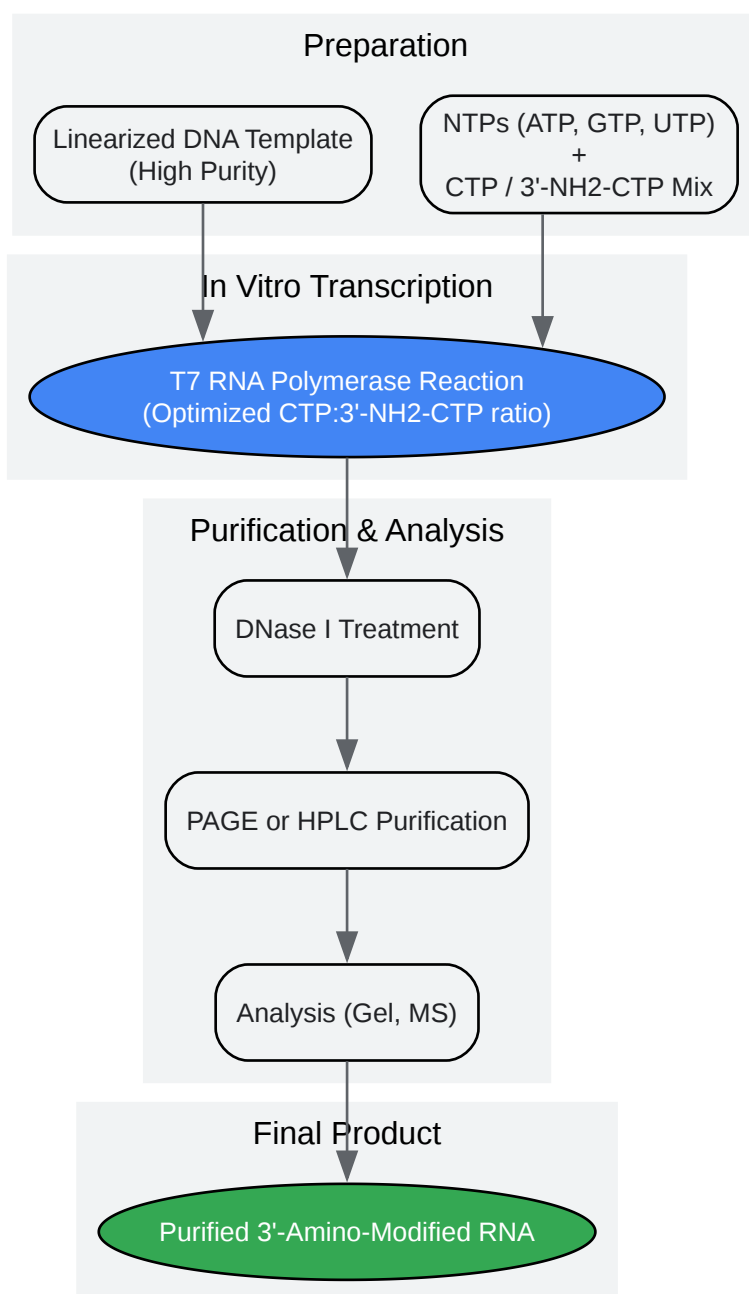 Preparation
Linearized DNA Template
(High Purity)
NTPs (ATP, GTP, UTP)
+
CTP / 3'-NH2-CTP Mix
In Vitro Transcription
T7 RNA Polymerase Reaction
(Optimized CTP:3'-NH2-CTP ratio)
Purification & Analysis
DNase I Treatment
PAGE or HPLC Purification
Analysis (Gel, MS)
Final Product
Purified 3'-Amino-Modified RNA